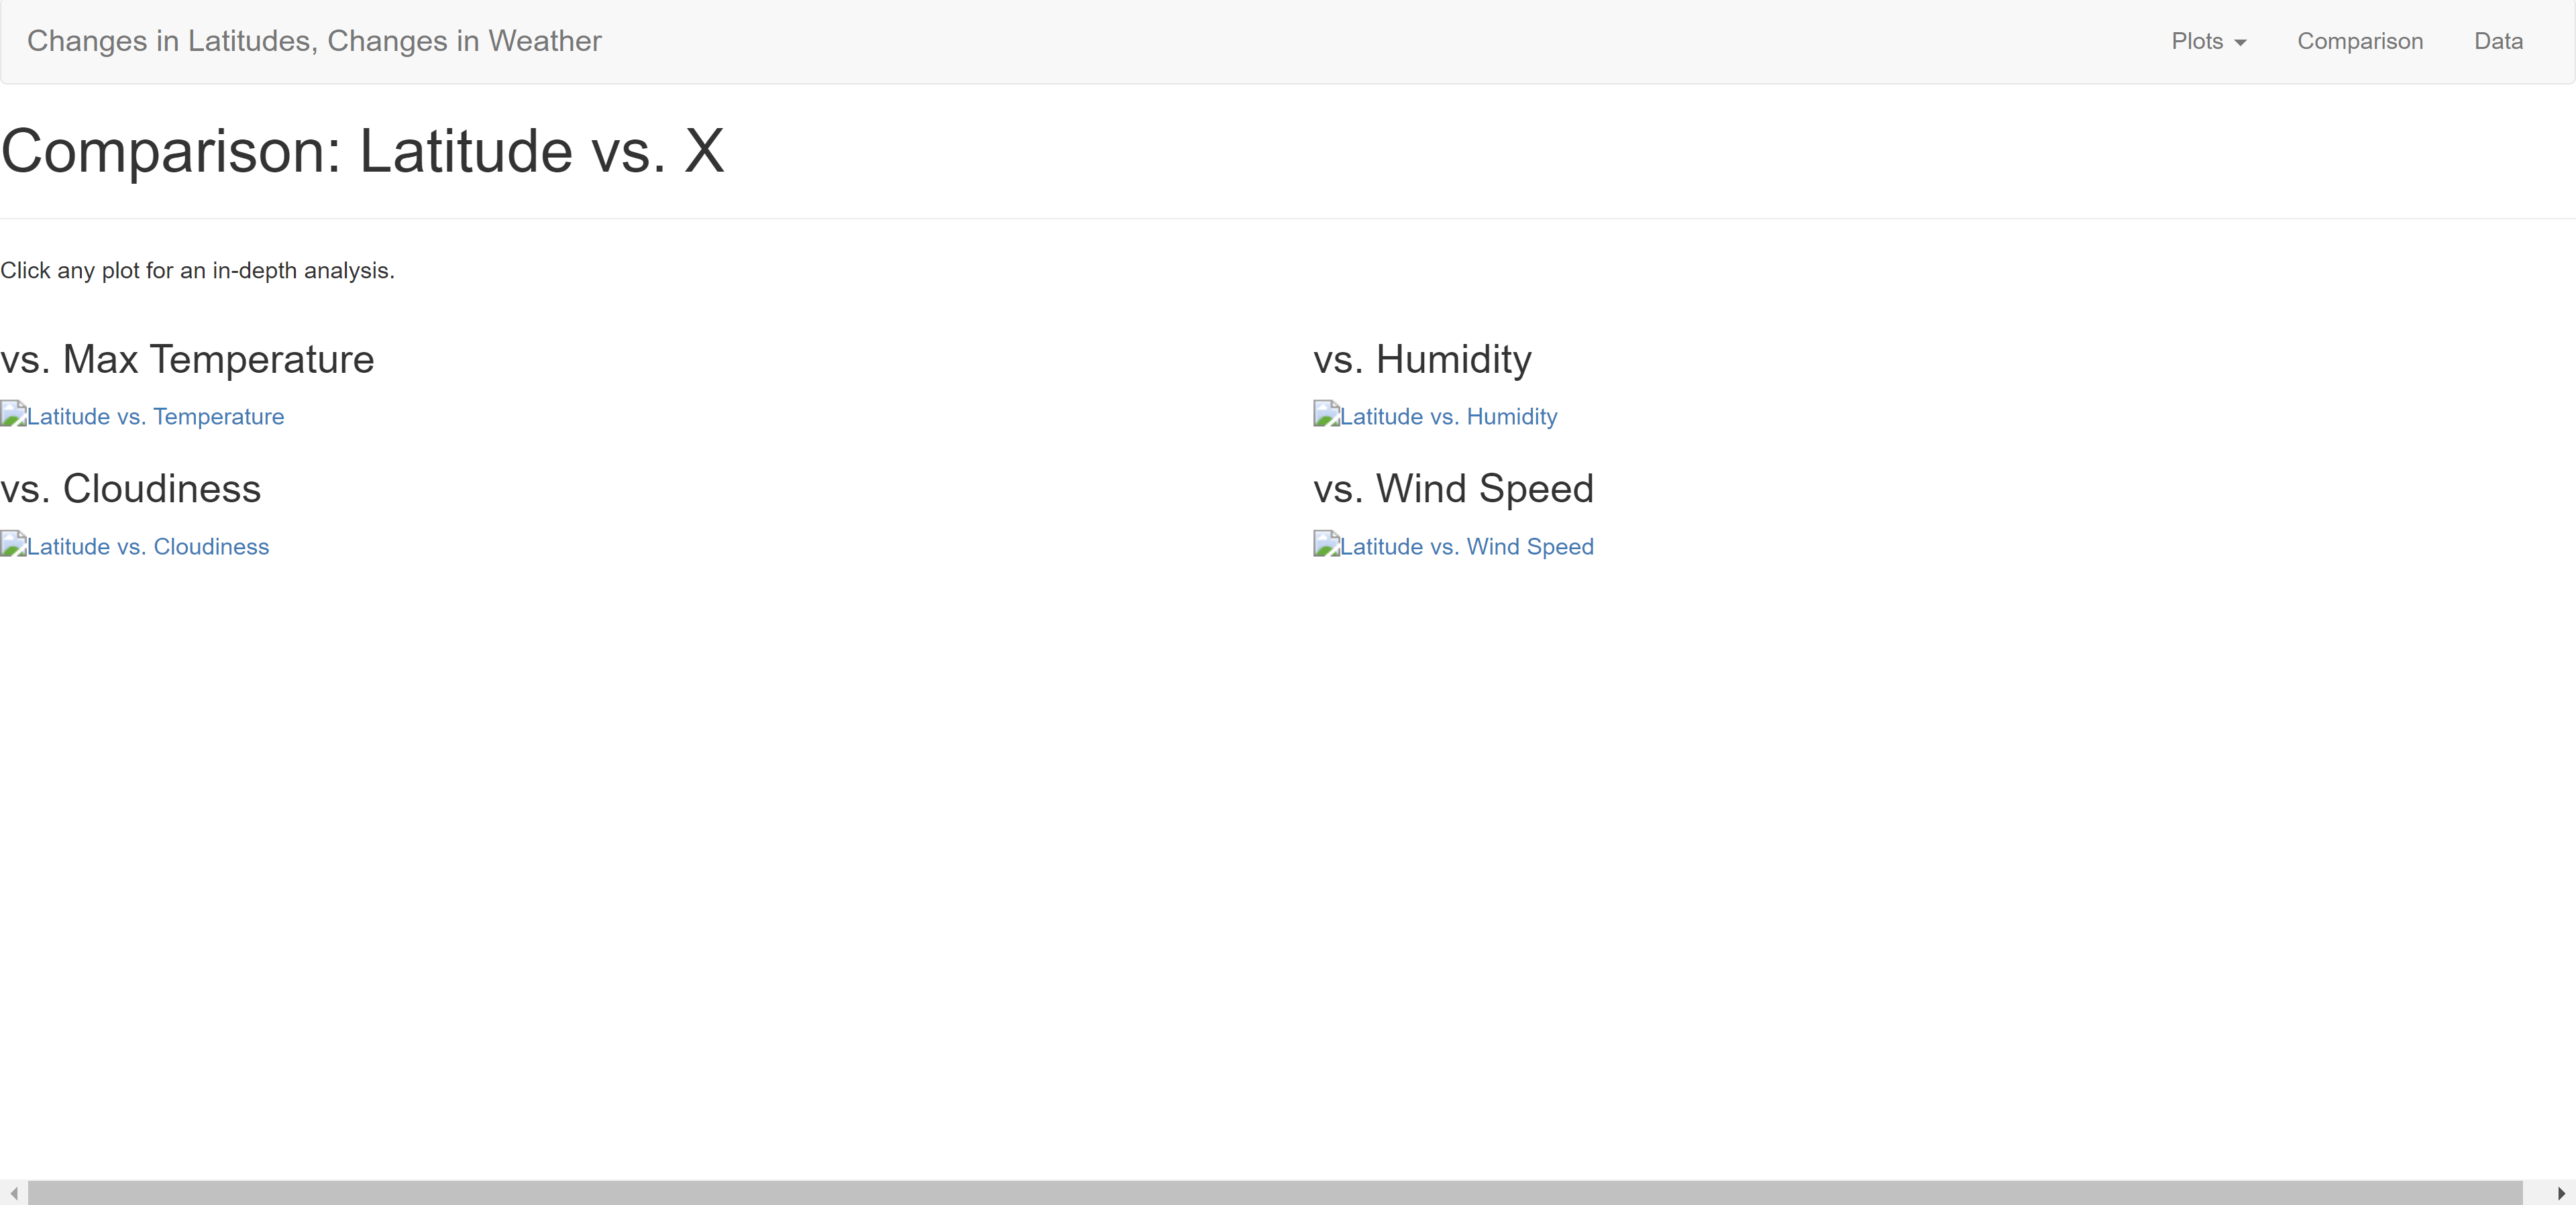 Changes in Latitudes, Changes in Weather
Plots
Comparison
Data
Comparison: Latitude vs. X
Click any plot for an in-depth analysis.
vs. Max Temperature
Latitude vs. Temperature
vs. Humidity
Latitude vs. Humidity
vs. Cloudiness
Latitude vs. Cloudiness
vs. Wind Speed
Latitude vs. Wind Speed